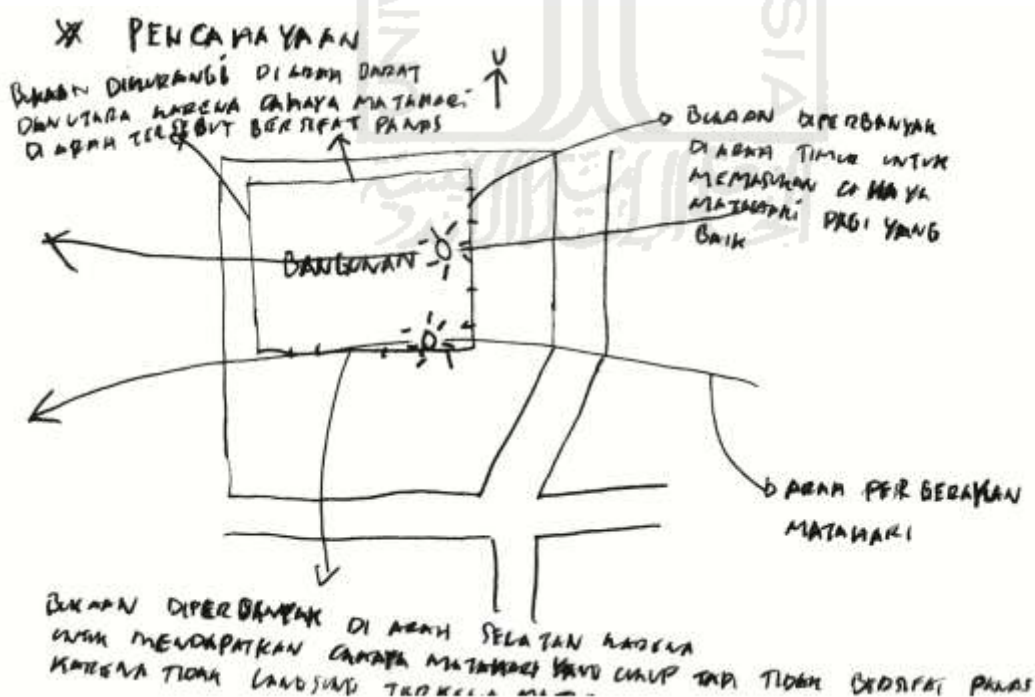 PENCAHAYAAN
BUKAAN DIKURANGI DI ARAH BARAT
DAN UTARA KARENA CAHAYA MATAHARI
DI ARAH TERSEBUT BERSIFAT PANAS
U
BUKAAN DIPERBANYAK
DI ARAH TIMUR UNTUK
MEMASUKAN CAHAYA
MATAHARI PAGI YANG
BAIK
BANGUNAN
ARAH PERGERAKAN
MATAHARI
BUKAAN DIPERBANYAK DI ARAH SELATAN KARENA
UNTUK MENDAPATKAN CAHAYA MATAHARI YANG CUKUP TAPI TIDAK BERSIFAT PANAS
KARENA TIDAK LANGSUNG TERKENA